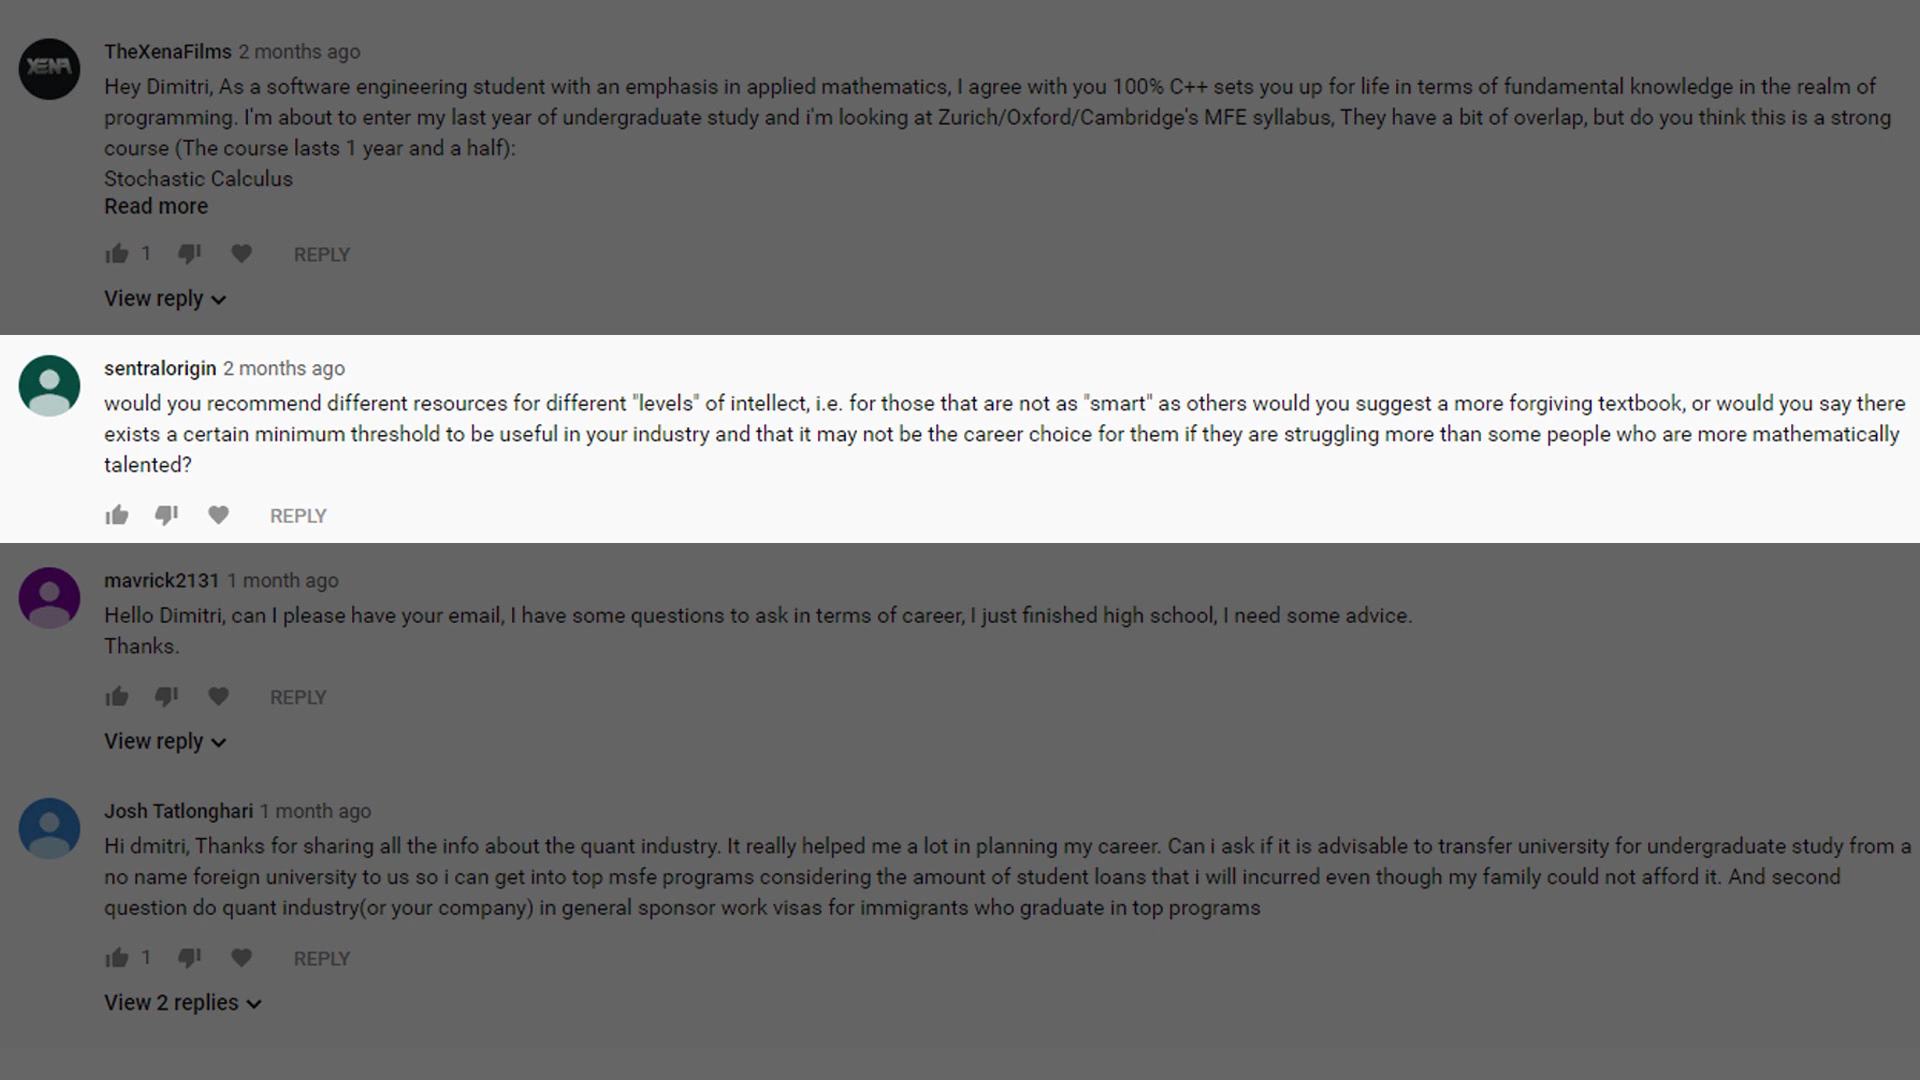 XENA
TheXenaFilms 2 months ago
Hey Dimitri, As a software engineering student with an emphasis in applied mathematics, I agree with you 100% C++ sets you up for life in terms of fundamental knowledge in the realm of
programming. I'm about to enter my last year of undergraduate study and i'm looking at Zurich/Oxford/Cambridge's MFE syllabus, They have a bit of overlap, but do you think this is a strong
course (The course lasts 1 year and a half):
Stochastic Calculus
Read more
1 REPLY
View reply
sentralorigin 2 months ago
would you recommend different resources for different "levels" of intellect, i.e. for those that are not as "smart" as others would you suggest a more forgiving textbook, or would you say there
exists a certain minimum threshold to be useful in your industry and that it may not be the career choice for them if they are struggling more than some people who are more mathematically
talented?
REPLY
mavrick2131 1 month ago
Hello Dimitri, can I please have your email, I have some questions to ask in terms of career, I just finished high school, I need some advice.
Thanks.
REPLY
View reply
Josh Tatlonghari 1 month ago
Hi dmitri, Thanks for sharing all the info about the quant industry. It really helped me a lot in planning my career. Can i ask if it is advisable to transfer university for undergraduate study from a
no name foreign university to us so i can get into top msfe programs considering the amount of student loans that i will incurred even though my family could not afford it. And second
question do quant industry(or your company) in general sponsor work visas for immigrants who graduate in top programs
1 REPLY
View 2 replies